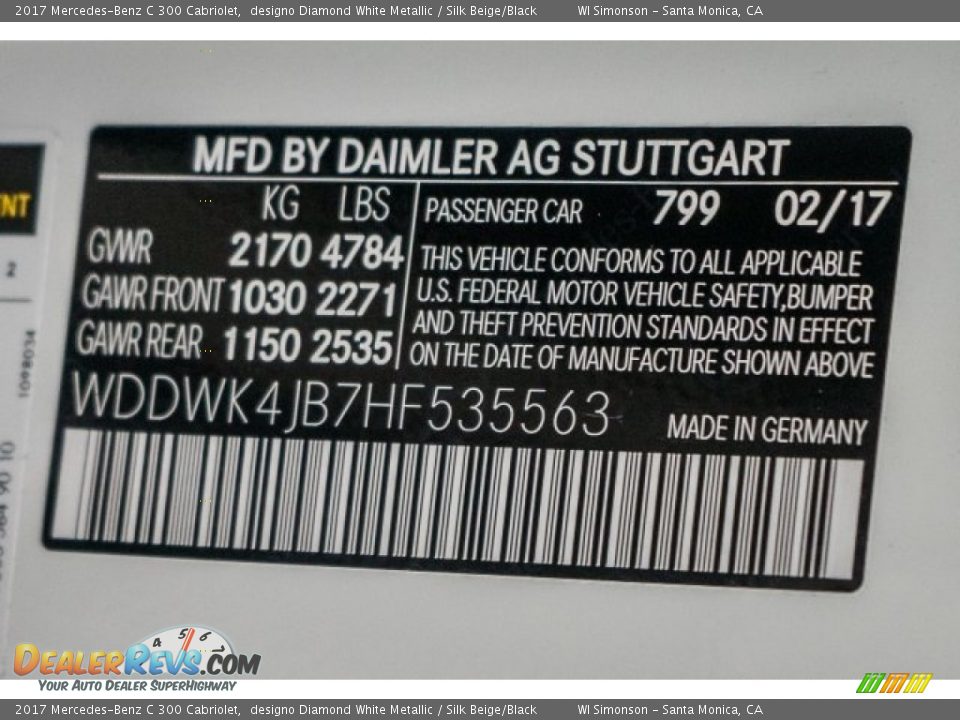 2017 Mercedes-Benz C 300 Cabriolet, designo Diamond White Metallic / Silk Beige/Black WI Simonson - Santa Monica, CA
MFD BY DAIMLER AG STUTTGART
KG LBS
GVWR 2170 4784
GAWR FRONT 1030 2271
GAWR REAR 1150 2535
PASSENGER CAR 799 02/17
THIS VEHICLE CONFORMS TO ALL APPLICABLE
U.S. FEDERAL MOTOR VEHICLE SAFETY,BUMPER
AND THEFT PREVENTION STANDARDS IN EFFECT
ON THE DATE OF MANUFACTURE SHOWN ABOVE
WDDWK4JB7HF535563
MADE IN GERMANY
4 5 6
DEALERREVS.COM
YOUR AUTO DEALER SUPERHIGHWAY
2017 Mercedes-Benz C 300 Cabriolet, designo Diamond White Metallic / Silk Beige/Black WI Simonson - Santa Monica, CA